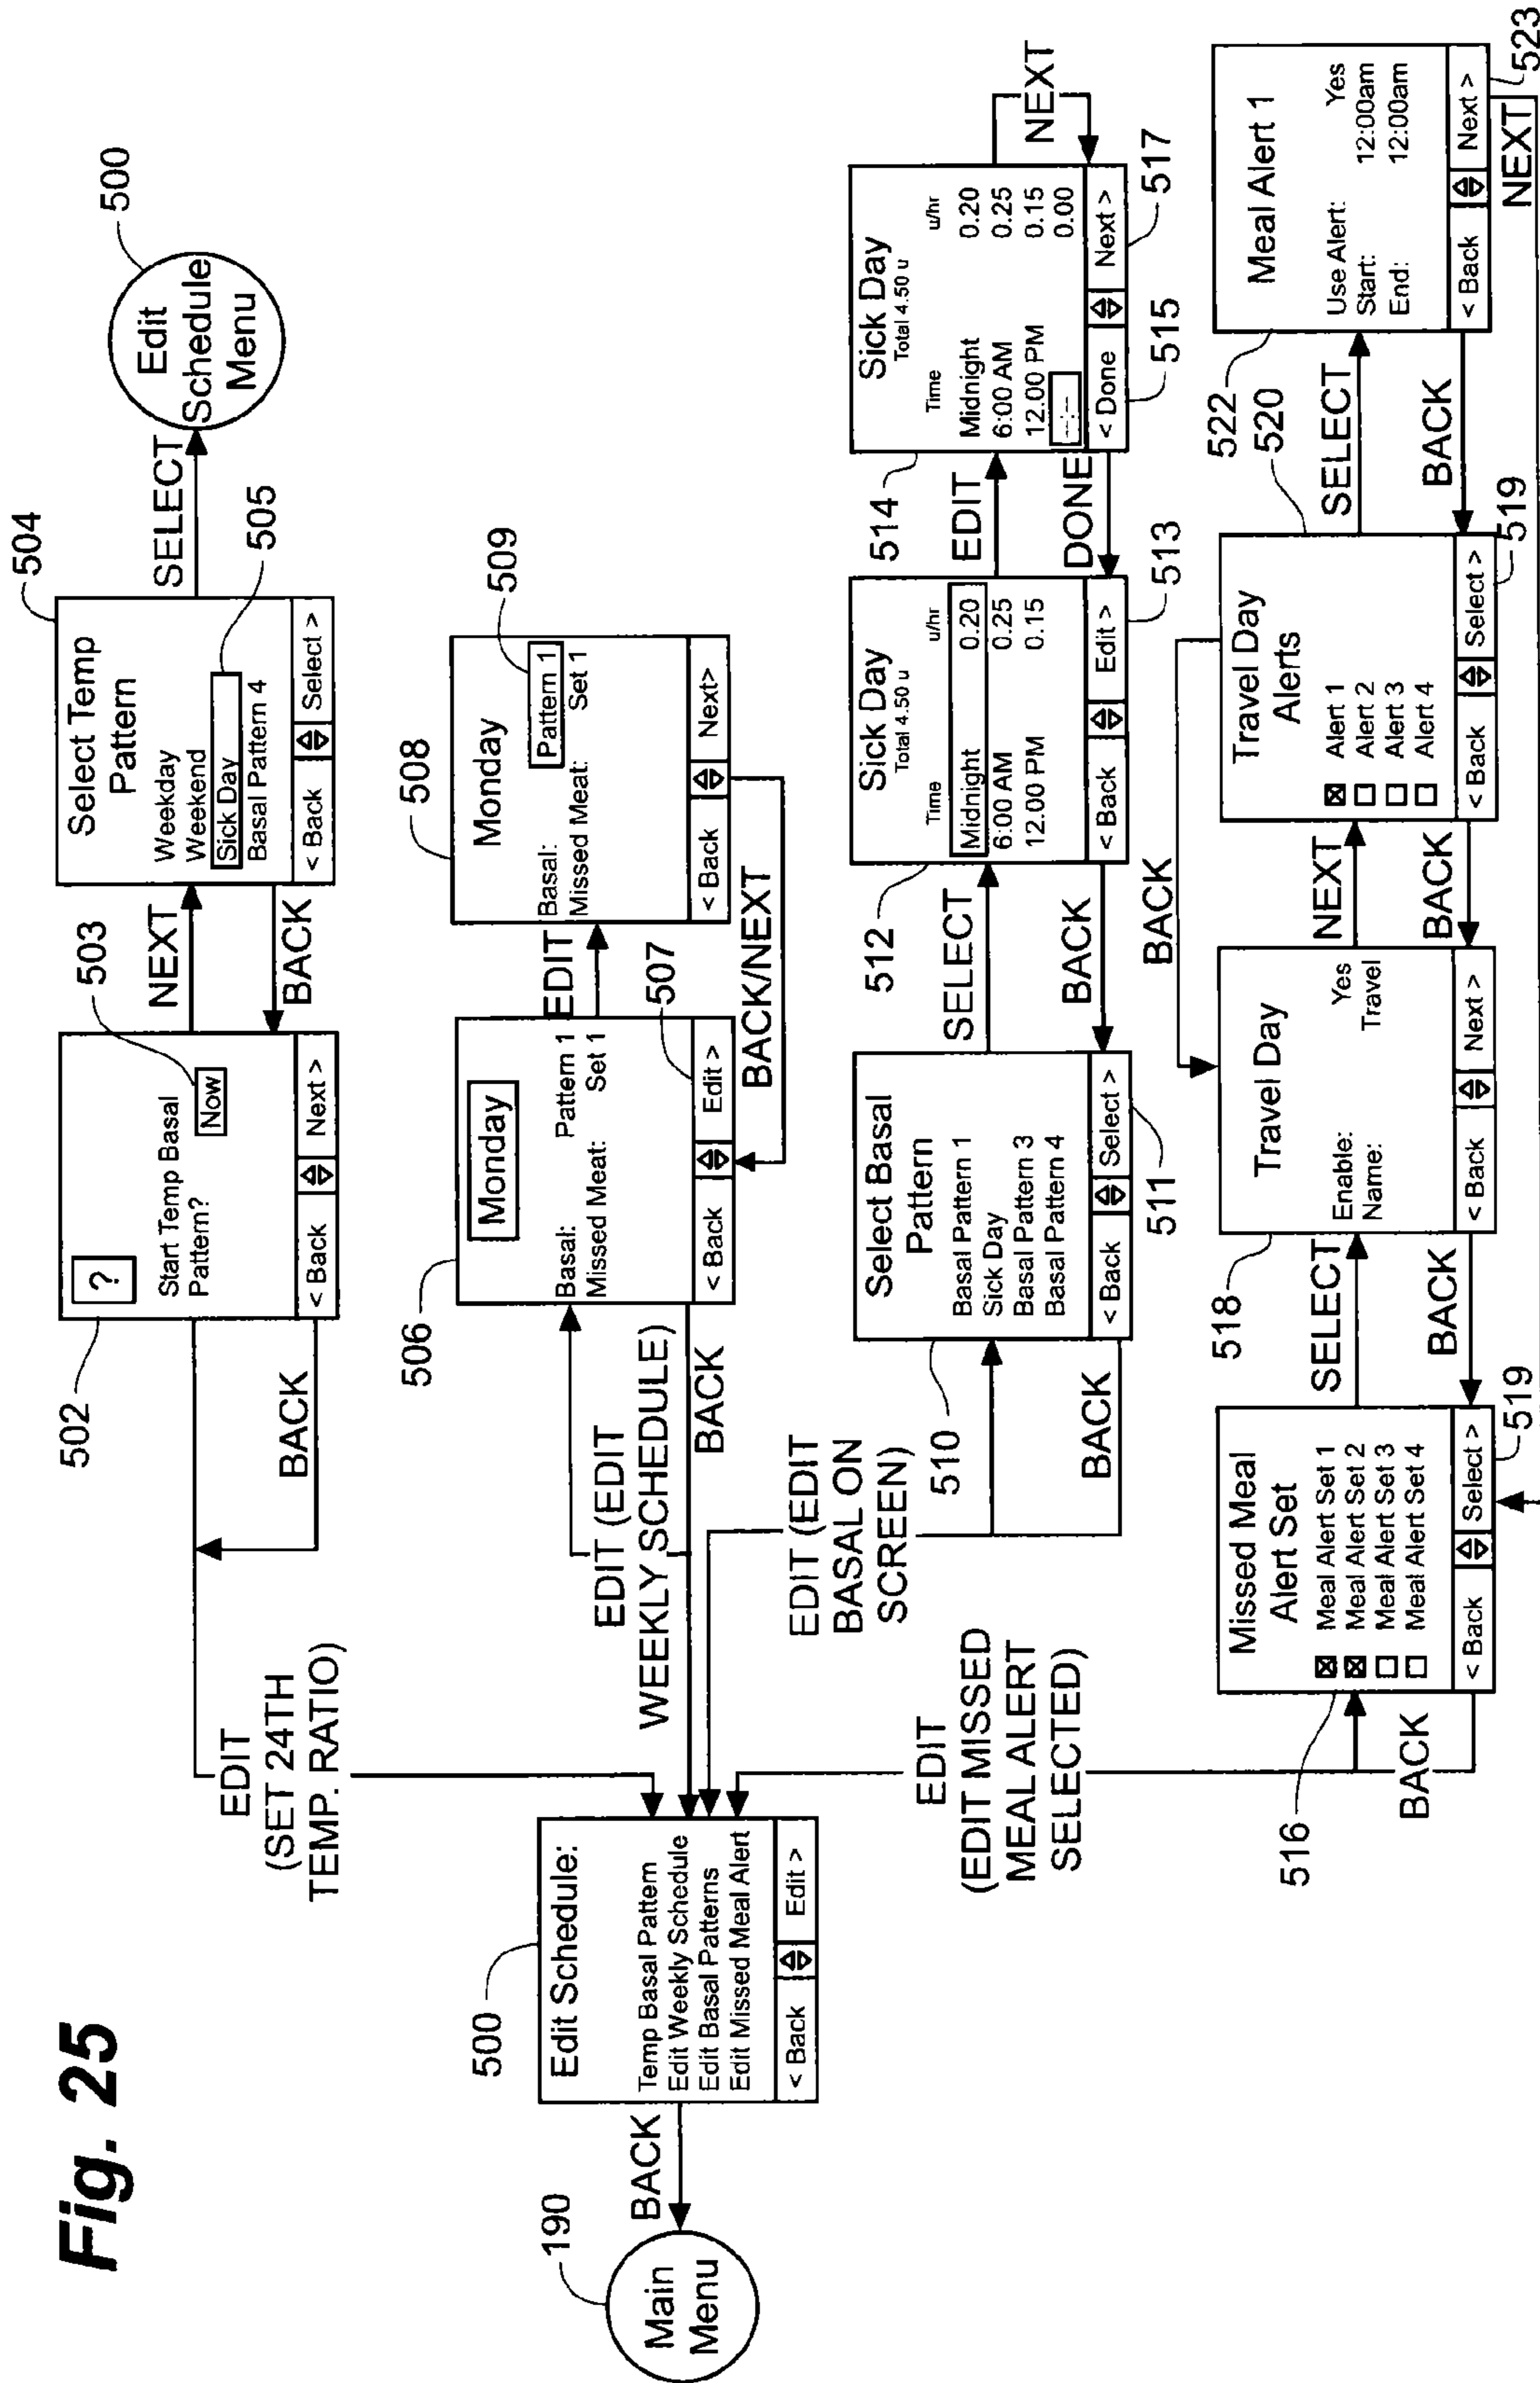 Fig. 25
500
Edit
Schedule
Menu
SELECT
504
Select Temp
Pattern
Weekday
Weekend
Sick Day
Basal Pattern 4
< Back
Select >
505
NEXT
BACK
503
?
Start Temp Basal
Pattern?
Now
< Back
Next >
502
BACK
EDIT
(SET 24TH
TEMP. RATIO)
509
508
Monday
Basal:
Pattern 1
Missed Meat:
Set 1
< Back
Next>
EDIT
507
BACK/NEXT
506
Monday
Basal:
Pattern 1
Missed Meat:
Set 1
< Back
Edit >
EDIT (EDIT
WEEKLY SCHEDULE)
BACK
500
Edit Schedule:
Temp Basal Pattem
Edit Weekly Schedule
Edit Basal Patterns
Edit Missed Meal Alert
< Back
Edit >
BACK
190
Main
Menu
EDIT (EDIT
BASAL ON
SCREEN)
510
BACK
Select Basal
Pattern
Basal Pattern 1
Sick Day
Basal Pattern 3
Basal Pattern 4
< Back
Select >
511
SELECT
BACK
512
Sick Day
Total 4.50 u
Time
u/hr
Midnight
0.20
6:00 AM
0.25
12.00 PM
0.15
< Back
Edit >
513
EDIT
DONE
514
Sick Day
Total 4.50 u
Time
u/hr
Midnight
0.20
6:00 AM
0.25
12.00 PM
0.15
--:--
0.00
< Done
Next >
515
517
NEXT
EDIT
(EDIT MISSED
MEAL ALERT
SELECTED)
516
BACK
Missed Meal
Alert Set
Meal Alert Set 1
Meal Alert Set 2
Meal Alert Set 3
Meal Alert Set 4
< Back
Select >
519
SELECT
BACK
518
Travel Day
Enable:
Yes
Name:
Travel
< Back
Next >
BACK
NEXT
BACK
520
Travel Day
Alerts
Alert 1
Alert 2
Alert 3
Alert 4
< Back
Select >
519
SELECT
BACK
522
Meal Alert 1
Use Alert:
Yes
Start:
12:00am
End:
12:00am
< Back
Next >
523
NEXT